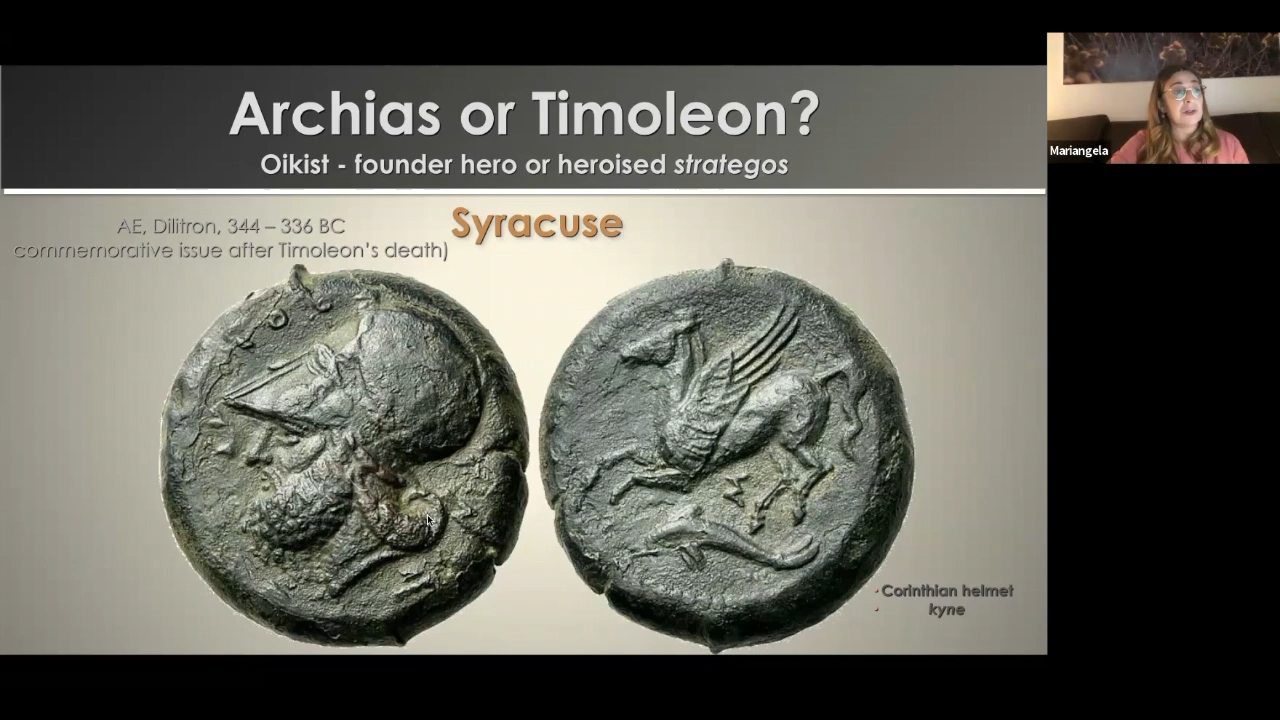 Archias or Timoleon?
Oikist - founder hero or heroised strategos
AE, Dilitron, 344 – 336 BC
commemorative issue after Timoleon's death)
Syracuse
Corinthian helmet
kyne
Mariangela